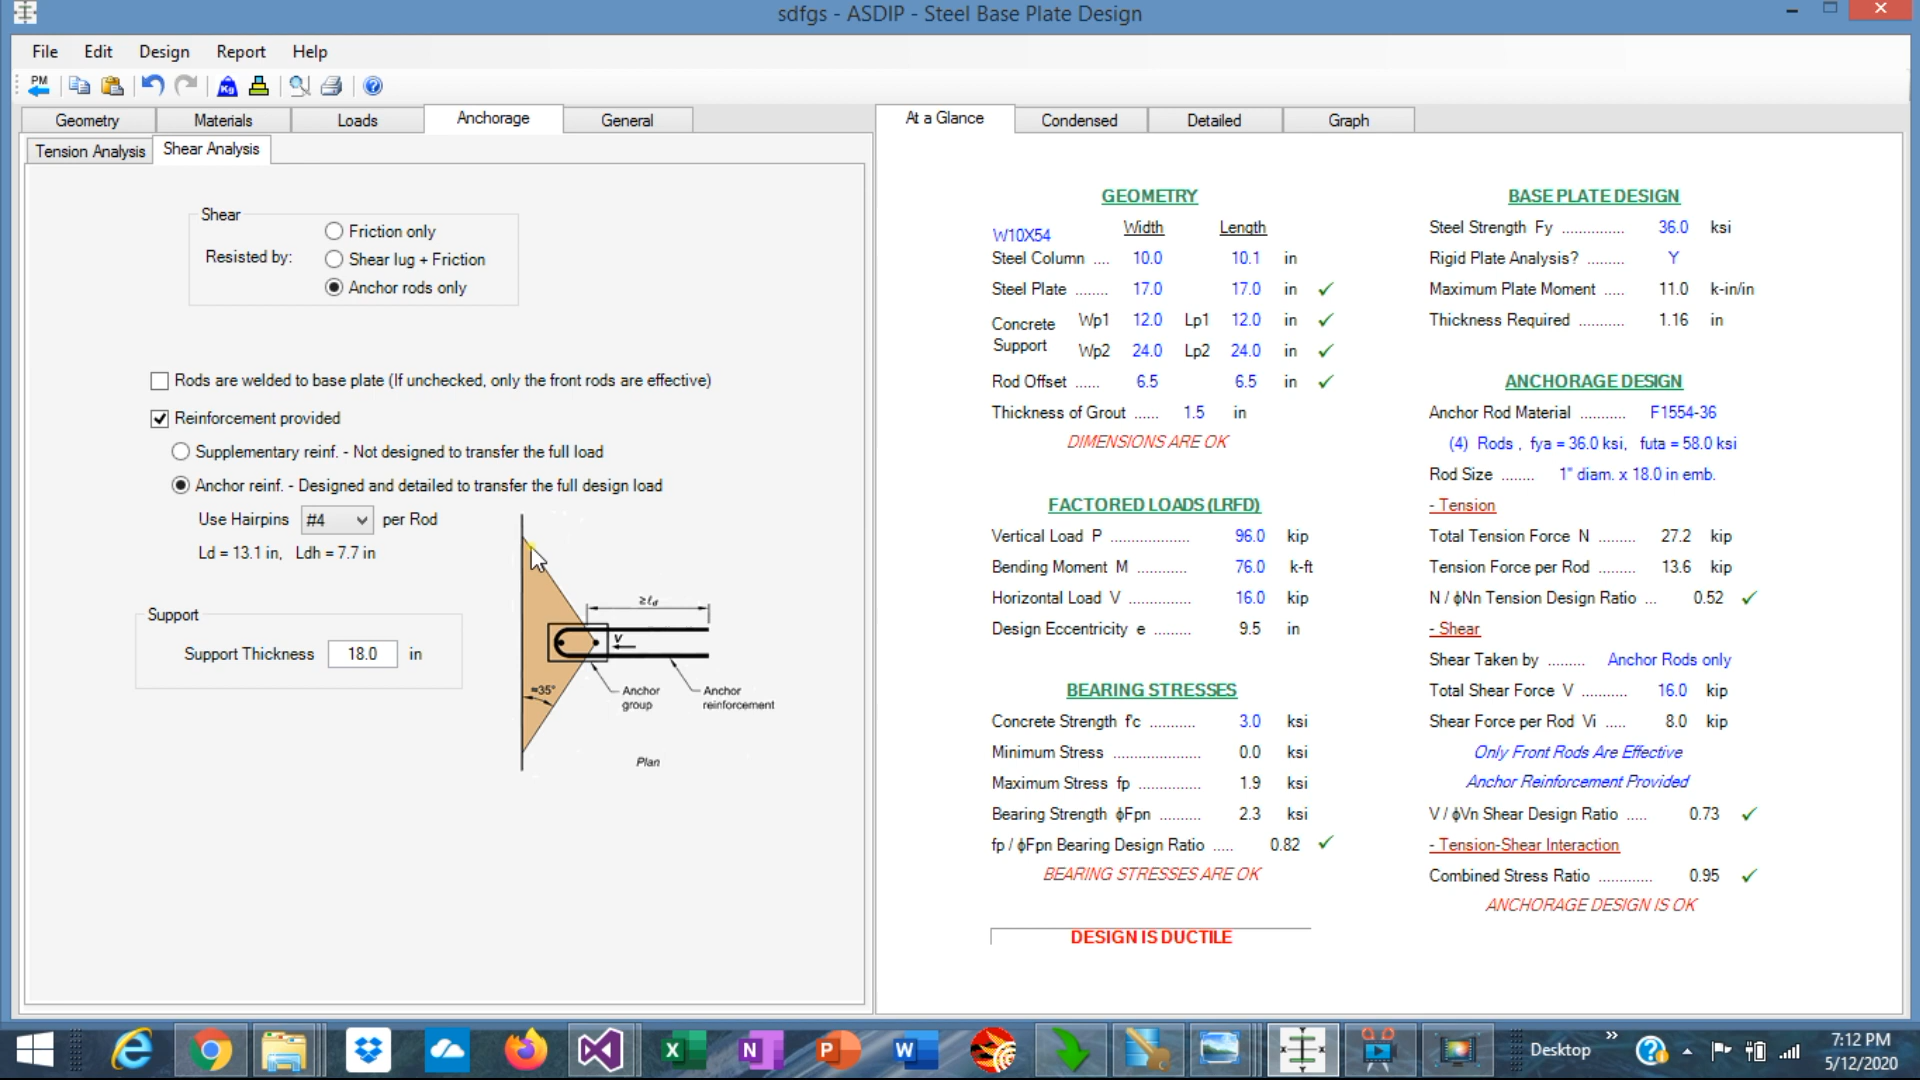 sdfgs - ASDIP - Steel Base Plate Design
File Edit Design Report Help
PM
Kg
Geometry Materials Loads Anchorage General
Tension Analysis Shear Analysis
Shear
Resisted by:
Friction only
Shear lug + Friction
Anchor rods only
Rods are welded to base plate (If unchecked, only the front rods are effective)
Reinforcement provided
Supplementary reinf. - Not designed to transfer the full load
Anchor reinf. - Designed and detailed to transfer the full design load
Use Hairpins #4 per Rod
Ld = 13.1 in, Ldh = 7.7 in
Support
Support Thickness 18.0 in
≥ℓd
V
≈35°
Anchor group
Anchor reinforcement
Plan
At a Glance Condensed Detailed Graph
GEOMETRY
W10X54 Width Length
Steel Column .... 10.0 10.1 in
Steel Plate ........ 17.0 17.0 in ✓
Concrete Support
Wp1 12.0 Lp1 12.0 in ✓
Wp2 24.0 Lp2 24.0 in ✓
Rod Offset ...... 6.5 6.5 in ✓
Thickness of Grout ...... 1.5 in
DIMENSIONS ARE OK
FACTORED LOADS (LRFD)
Vertical Load P .................. 96.0 kip
Bending Moment M ............ 76.0 k-ft
Horizontal Load V .............. 16.0 kip
Design Eccentricity e ......... 9.5 in
BEARING STRESSES
Concrete Strength f'c ........... 3.0 ksi
Minimum Stress ..................... 0.0 ksi
Maximum Stress fp .............. 1.9 ksi
Bearing Strength ϕFpn .......... 2.3 ksi
fp / ϕFpn Bearing Design Ratio ..... 0.82 ✓
BEARING STRESSES ARE OK
DESIGN IS DUCTILE
BASE PLATE DESIGN
Steel Strength Fy .............. 36.0 ksi
Rigid Plate Analysis? ......... Y
Maximum Plate Moment ..... 11.0 k-in/in
Thickness Required ........... 1.16 in
ANCHORAGE DESIGN
Anchor Rod Material ........... F1554-36
(4) Rods , fya = 36.0 ksi, futa = 58.0 ksi
Rod Size ........ 1" diam. x 18.0 in emb.
- Tension
Total Tension Force N ......... 27.2 kip
Tension Force per Rod ......... 13.6 kip
N / ϕNn Tension Design Ratio ... 0.52 ✓
- Shear
Shear Taken by ......... Anchor Rods only
Total Shear Force V ........... 16.0 kip
Shear Force per Rod Vi ..... 8.0 kip
Only Front Rods Are Effective
Anchor Reinforcement Provided
V / ϕVn Shear Design Ratio ..... 0.73 ✓
- Tension-Shear Interaction
Combined Stress Ratio ............. 0.95 ✓
ANCHORAGE DESIGN IS OK
Desktop
7:12 PM
5/12/2020